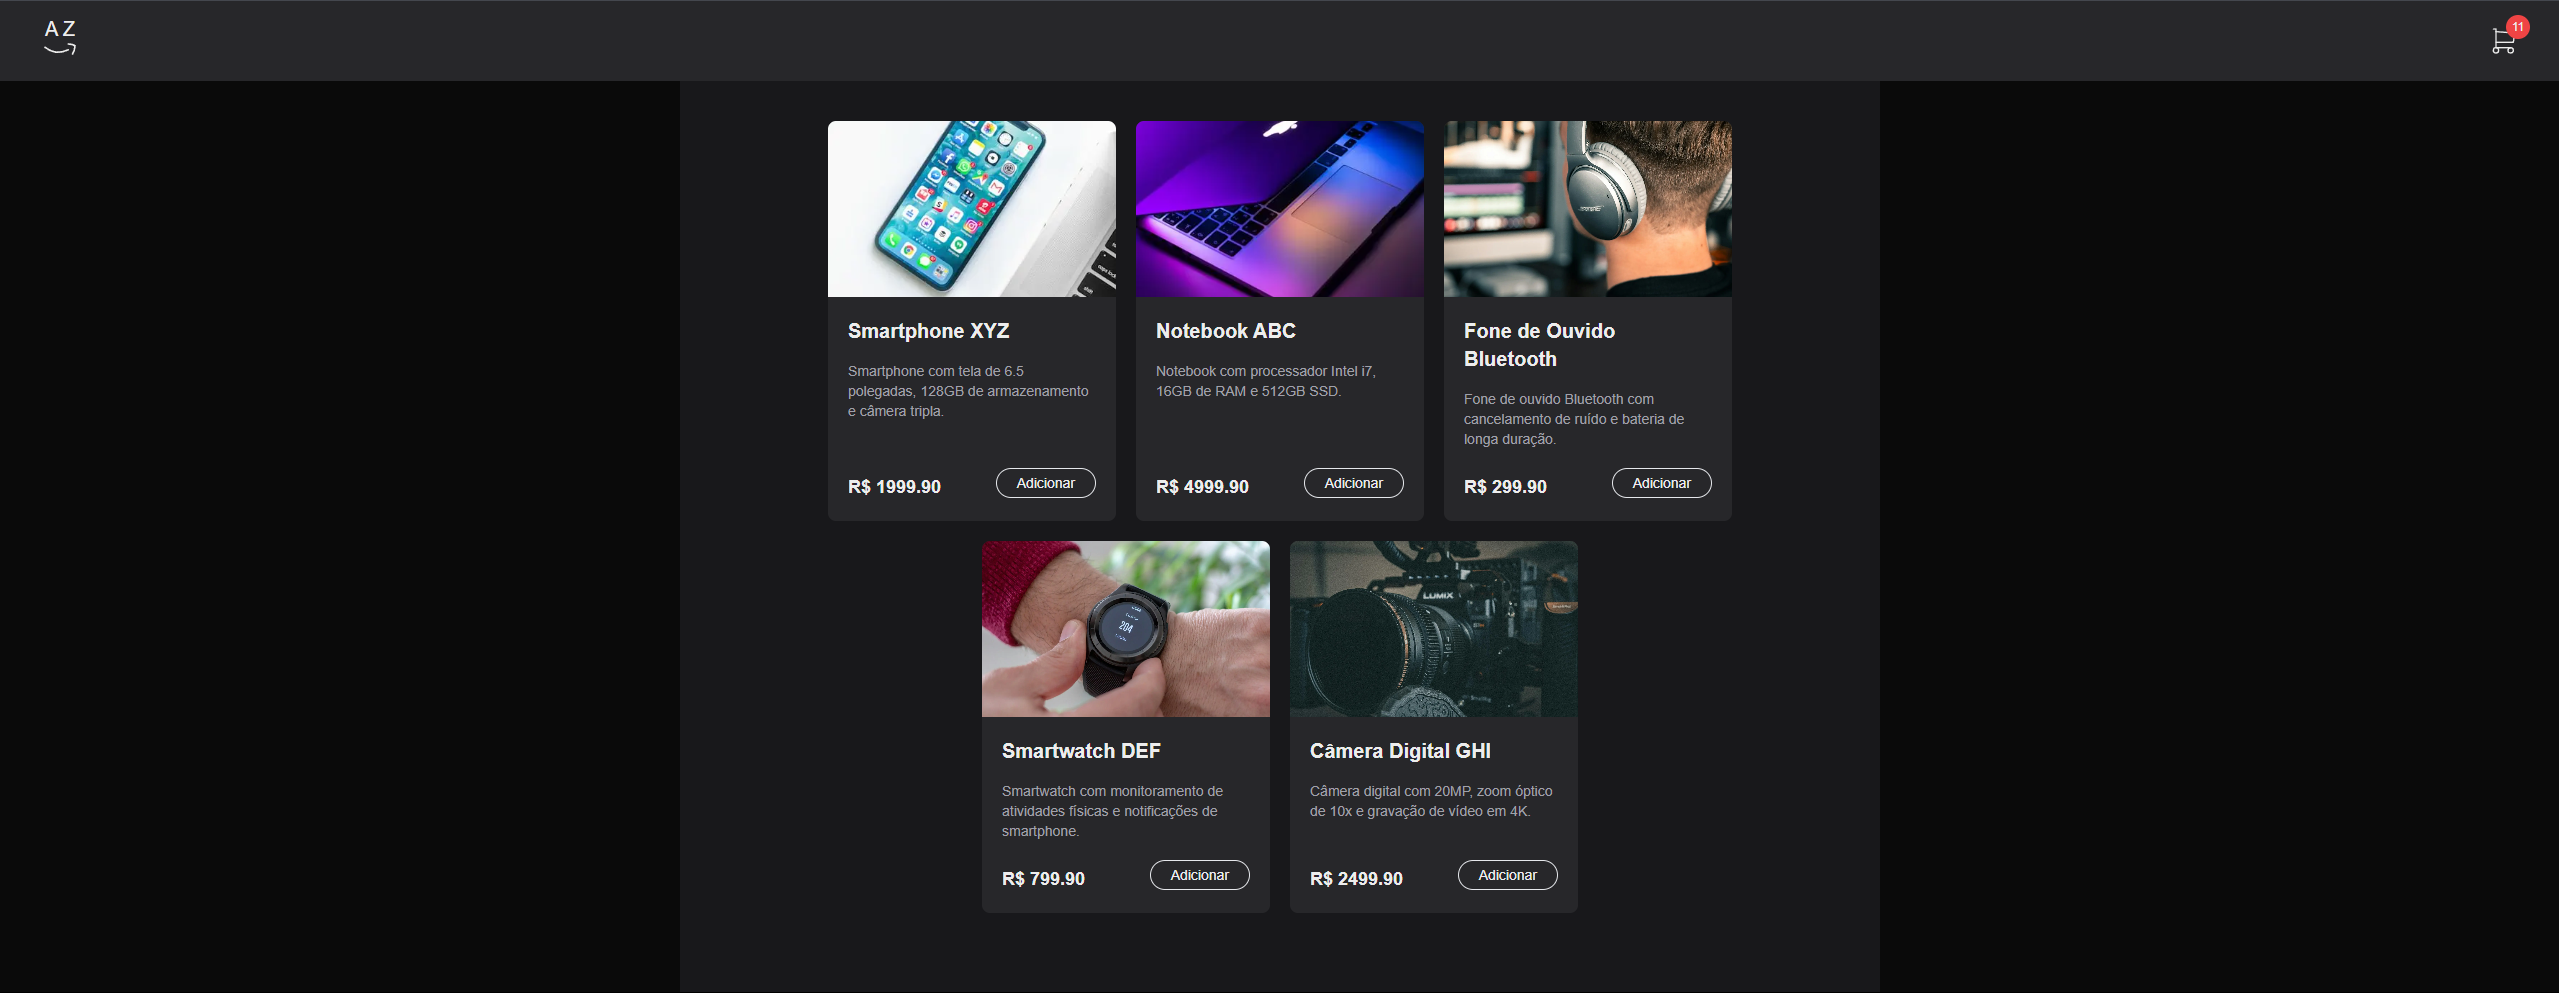 AZ
11
Smartphone XYZ
Smartphone com tela de 6.5
polegadas, 128GB de armazenamento
e câmera tripla.
R$ 1999.90
Adicionar
Notebook ABC
Notebook com processador Intel i7,
16GB de RAM e 512GB SSD.
R$ 4999.90
Adicionar
Fone de Ouvido
Bluetooth
Fone de ouvido Bluetooth com
cancelamento de ruído e bateria de
longa duração.
R$ 299.90
Adicionar
204
Smartwatch DEF
Smartwatch com monitoramento de
atividades físicas e notificações de
smartphone.
R$ 799.90
Adicionar
LUMIX
Câmera Digital GHI
Câmera digital com 20MP, zoom óptico
de 10x e gravação de vídeo em 4K.
R$ 2499.90
Adicionar